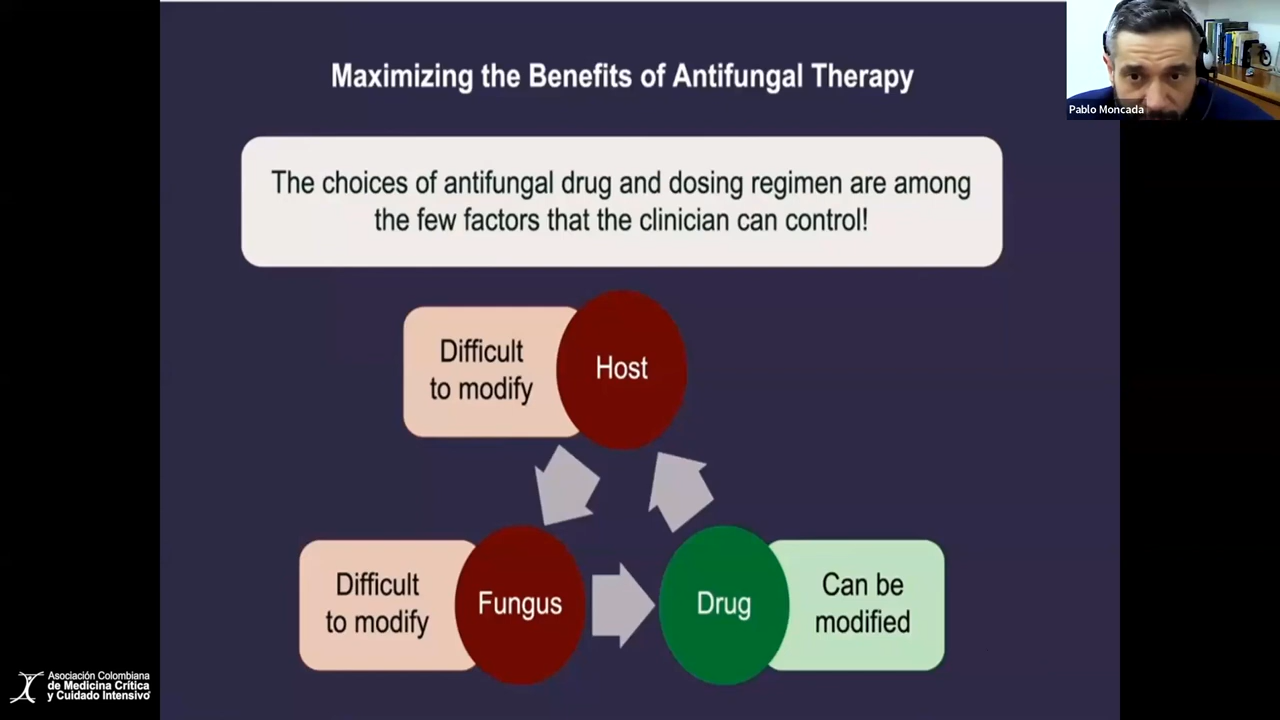 Maximizing the Benefits of Antifungal Therapy
Pablo Moncada
The choices of antifungal drug and dosing regimen are among
the few factors that the clinician can control!
Difficult
to modify
Host
Difficult
to modify
Fungus
Drug
Can be
modified
Asociación Colombiana
de Medicina Crítica
y Cuidado Intensivo